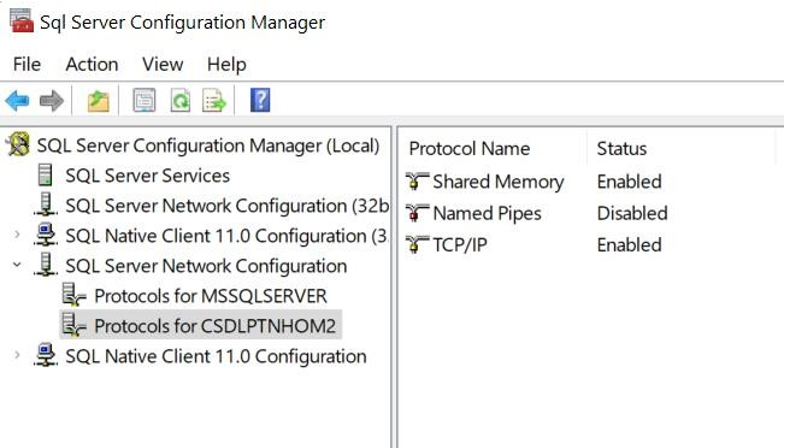 Sql Server Configuration Manager
File Action View Help
SQL Server Configuration Manager (Local)
SQL Server Services
SQL Server Network Configuration (32b
SQL Native Client 11.0 Configuration (3
SQL Server Network Configuration
Protocols for MSSQLSERVER
Protocols for CSDLPTNHOM2
SQL Native Client 11.0 Configuration
Protocol Name Status
Shared Memory Enabled
Named Pipes Disabled
TCP/IP Enabled